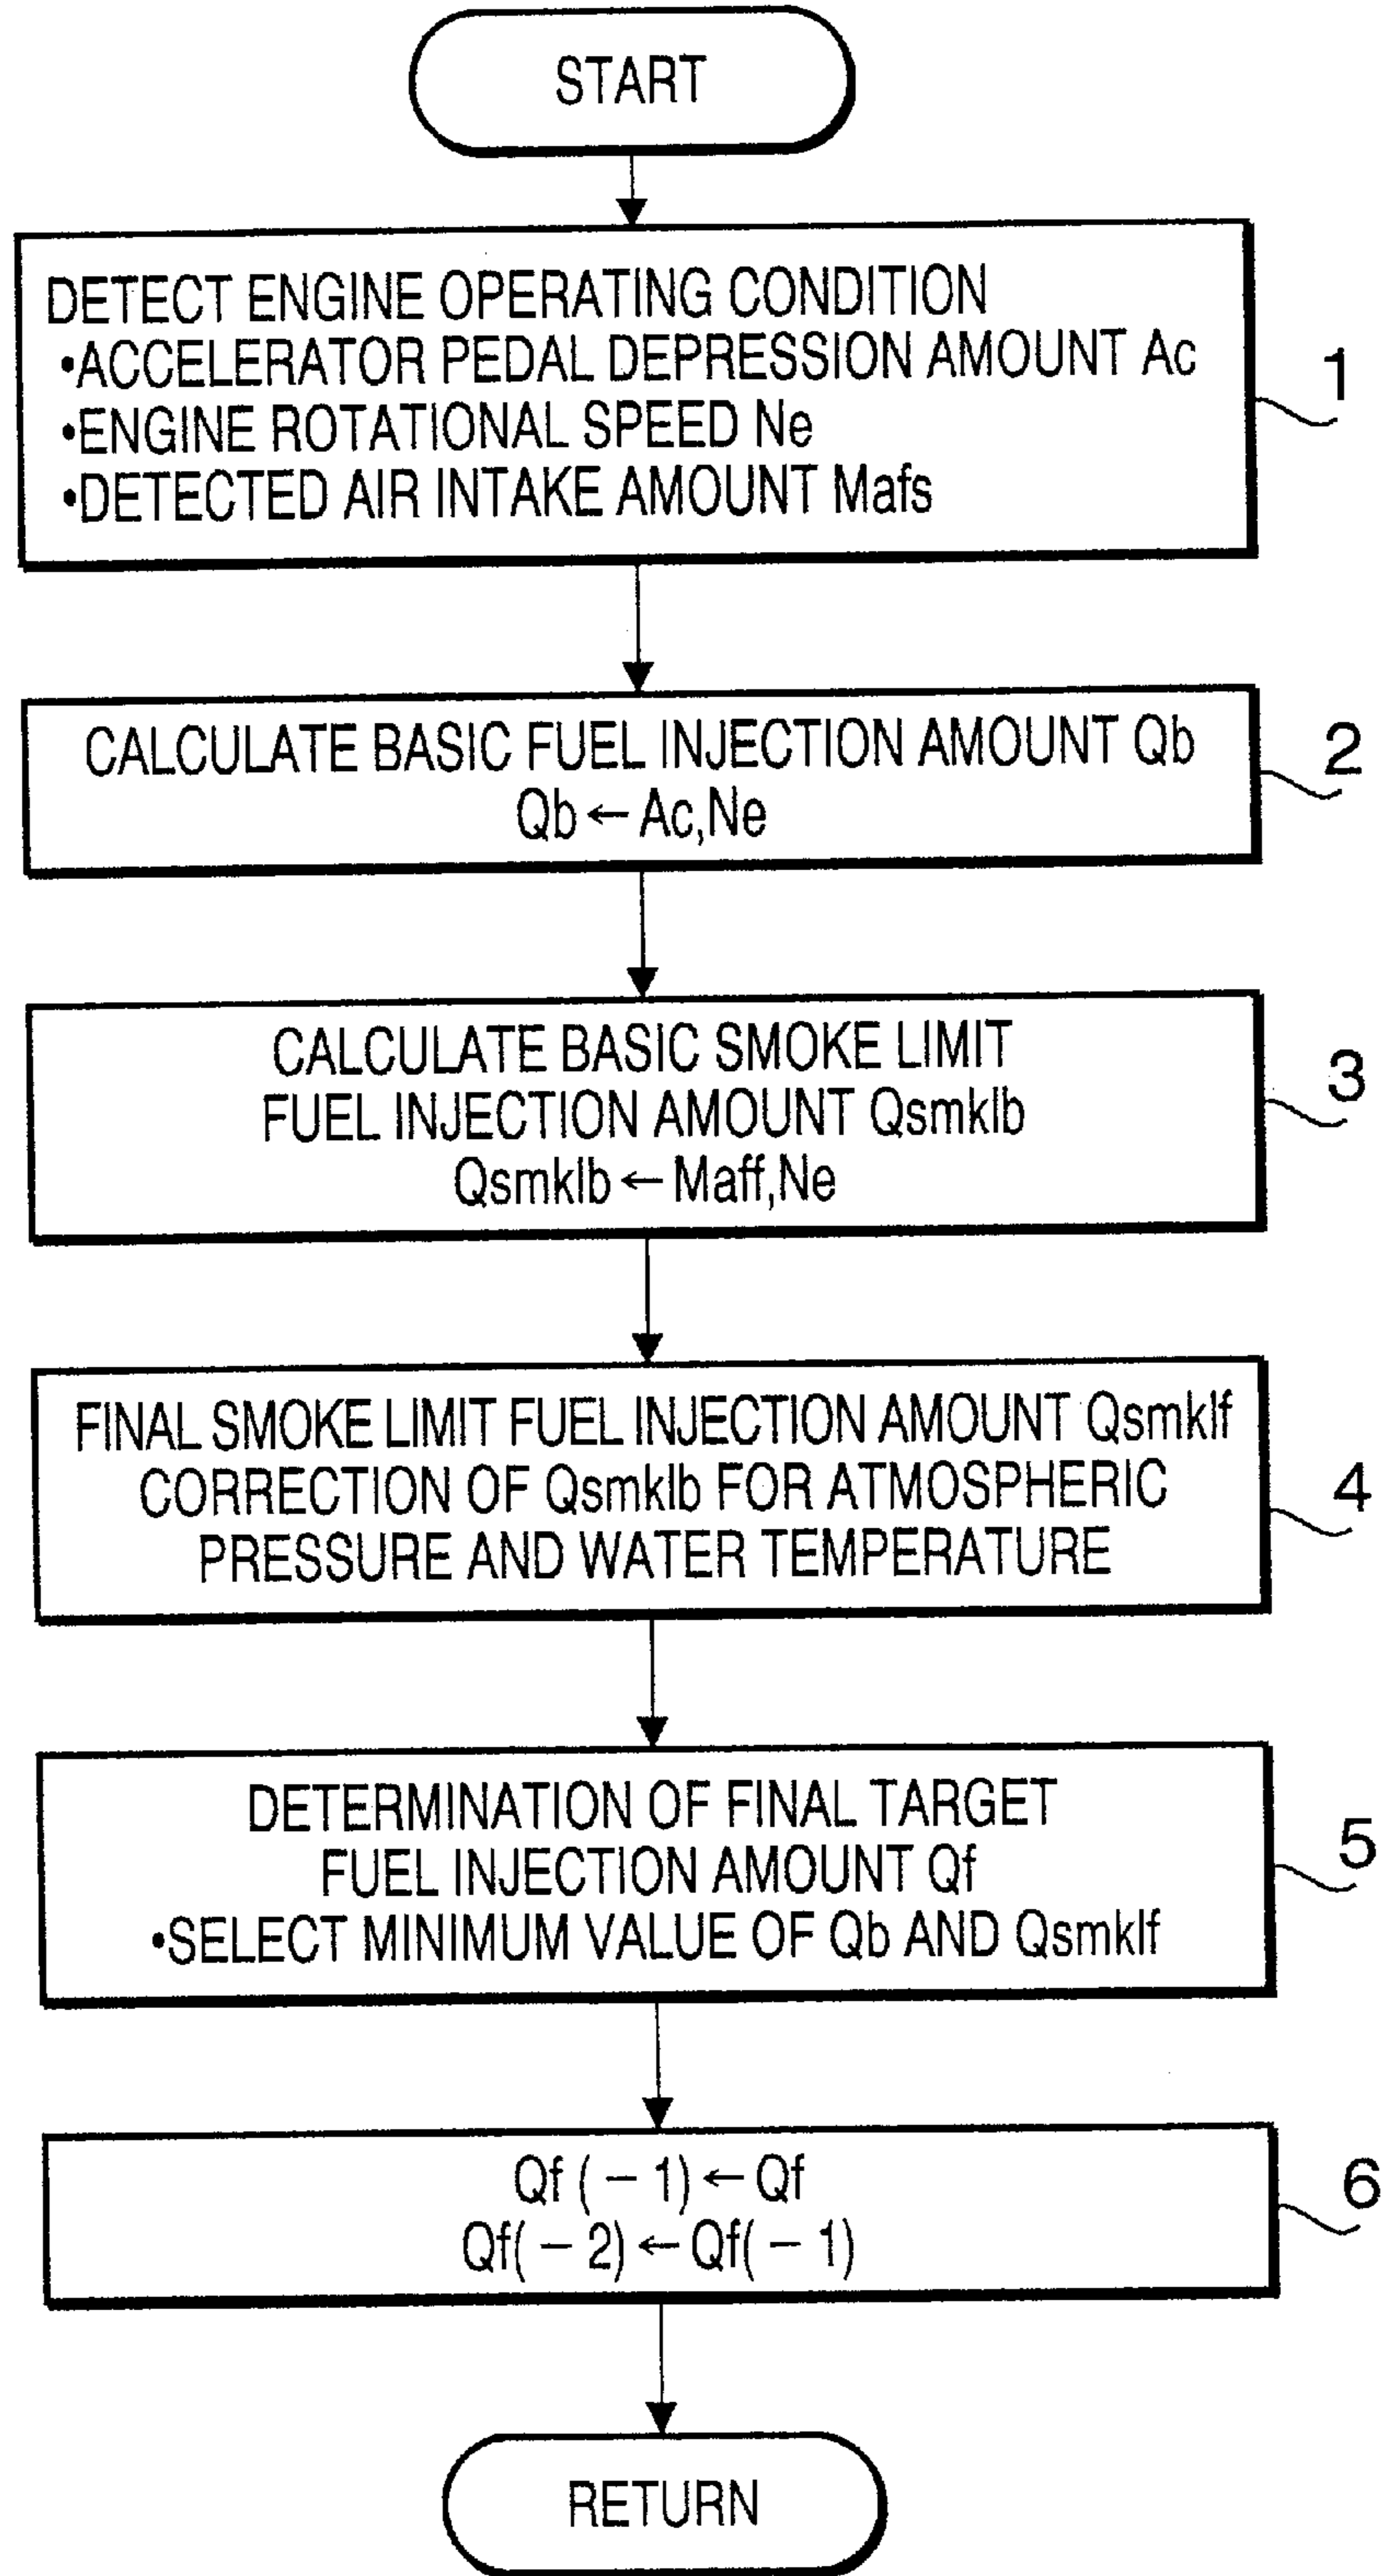 START
DETECT ENGINE OPERATING CONDITION
•ACCELERATOR PEDAL DEPRESSION AMOUNT Ac
•ENGINE ROTATIONAL SPEED Ne
•DETECTED AIR INTAKE AMOUNT Mafs
1
CALCULATE BASIC FUEL INJECTION AMOUNT Qb
Qb ← Ac,Ne
2
CALCULATE BASIC SMOKE LIMIT
FUEL INJECTION AMOUNT Qsmklb
Qsmklb ← Maff,Ne
3
FINAL SMOKE LIMIT FUEL INJECTION AMOUNT Qsmklf
CORRECTION OF Qsmklb FOR ATMOSPHERIC
PRESSURE AND WATER TEMPERATURE
4
DETERMINATION OF FINAL TARGET
FUEL INJECTION AMOUNT Qf
•SELECT MINIMUM VALUE OF Qb AND Qsmklf
5
Qf (−1) ← Qf
Qf(−2) ← Qf(−1)
6
RETURN